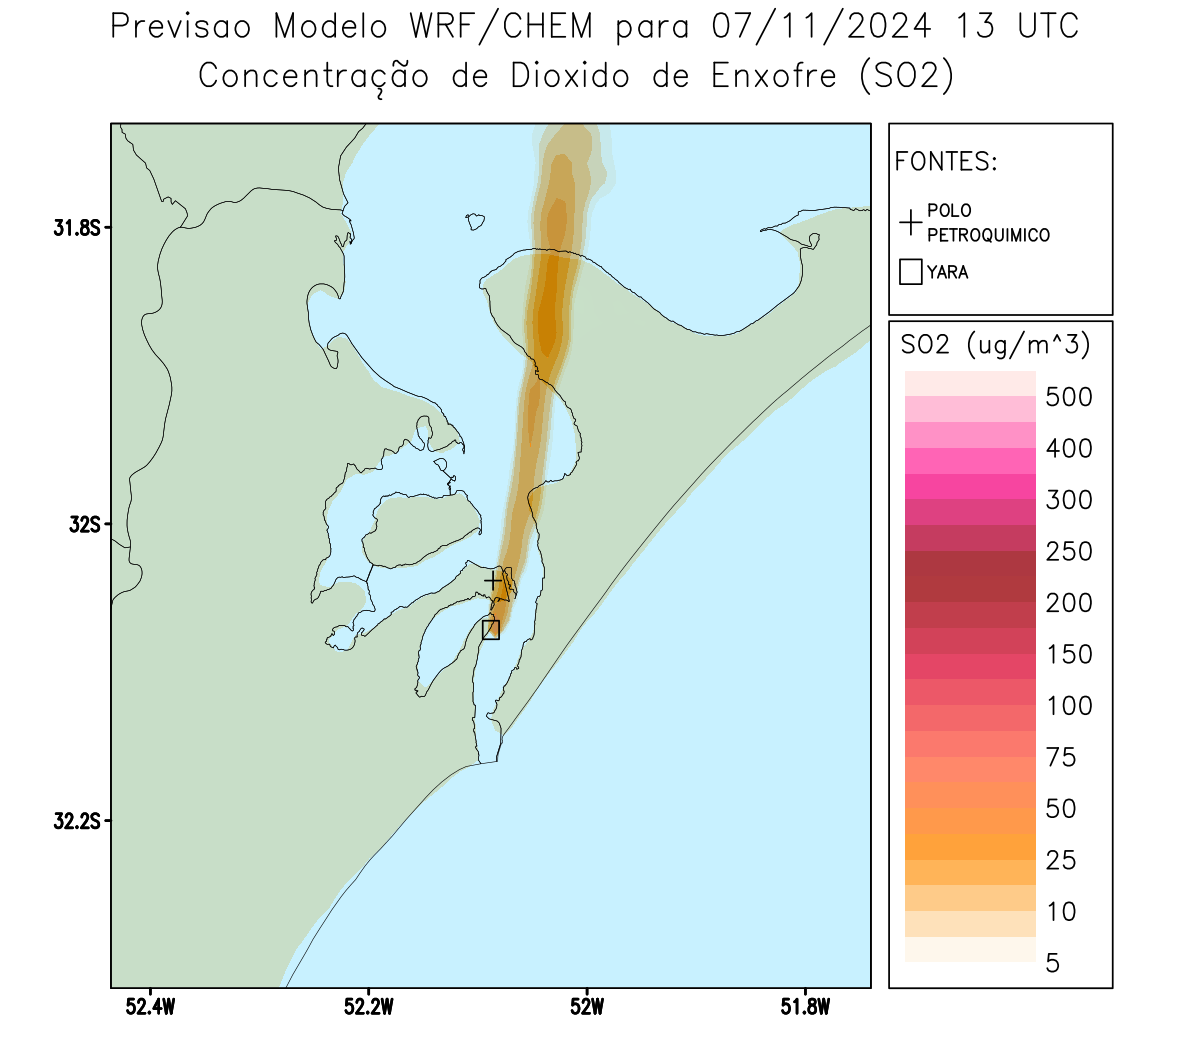 Previsao Modelo WRF/CHEM para 07/11/2024 13 UTC
Concentração de Dioxido de Enxofre (SO2)
FONTES:
POLO
PETROQUIMICO
YARA
SO2 (ug/m^3)
500
400
300
250
200
150
100
75
50
25
10
5
31.8S
32S
32.2S
52.4W
52.2W
52W
51.8W